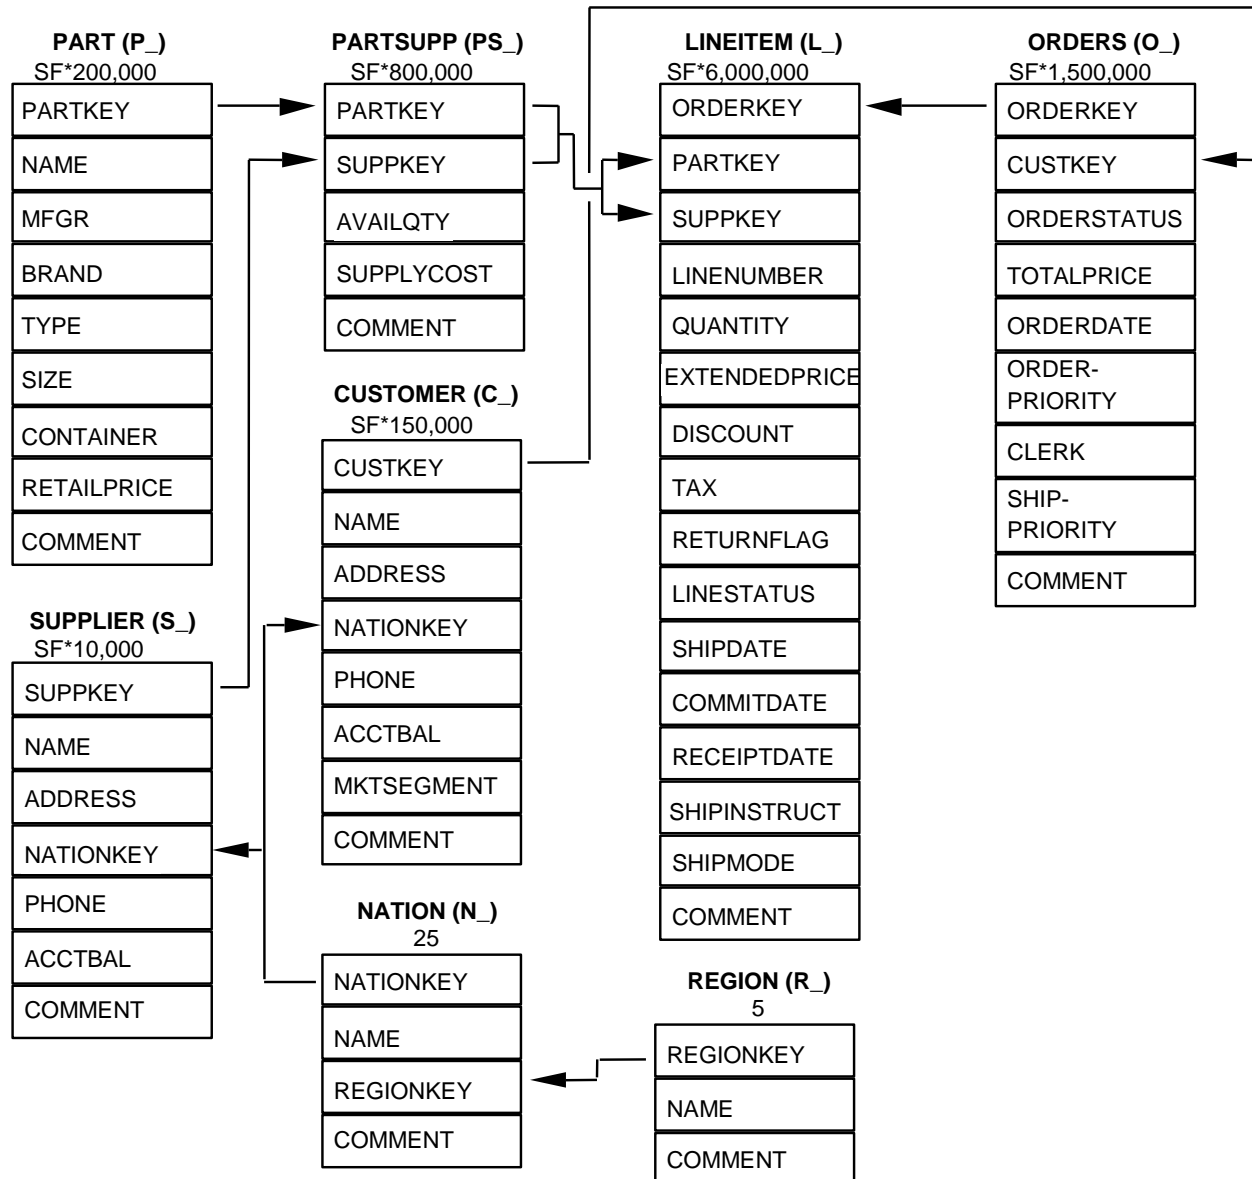 PART (P_)
SF*200,000
PARTKEY
NAME
MFGR
BRAND
TYPE
SIZE
CONTAINER
RETAILPRICE
COMMENT
SUPPLIER (S_)
SF*10,000
SUPPKEY
NAME
ADDRESS
NATIONKEY
PHONE
ACCTBAL
COMMENT
PARTSUPP (PS_)
SF*800,000
PARTKEY
SUPPKEY
AVAILQTY
SUPPLYCOST
COMMENT
CUSTOMER (C_)
SF*150,000
CUSTKEY
NAME
ADDRESS
NATIONKEY
PHONE
ACCTBAL
MKTSEGMENT
COMMENT
NATION (N_)
25
NATIONKEY
NAME
REGIONKEY
COMMENT
LINEITEM (L_)
SF*6,000,000
ORDERKEY
PARTKEY
SUPPKEY
LINENUMBER
QUANTITY
EXTENDEDPRICE
DISCOUNT
TAX
RETURNFLAG
LINESTATUS
SHIPDATE
COMMITDATE
RECEIPTDATE
SHIPINSTRUCT
SHIPMODE
COMMENT
REGION (R_)
5
REGIONKEY
NAME
COMMENT
ORDERS (O_)
SF*1,500,000
ORDERKEY
CUSTKEY
ORDERSTATUS
TOTALPRICE
ORDERDATE
ORDER-
PRIORITY
CLERK
SHIP-
PRIORITY
COMMENT